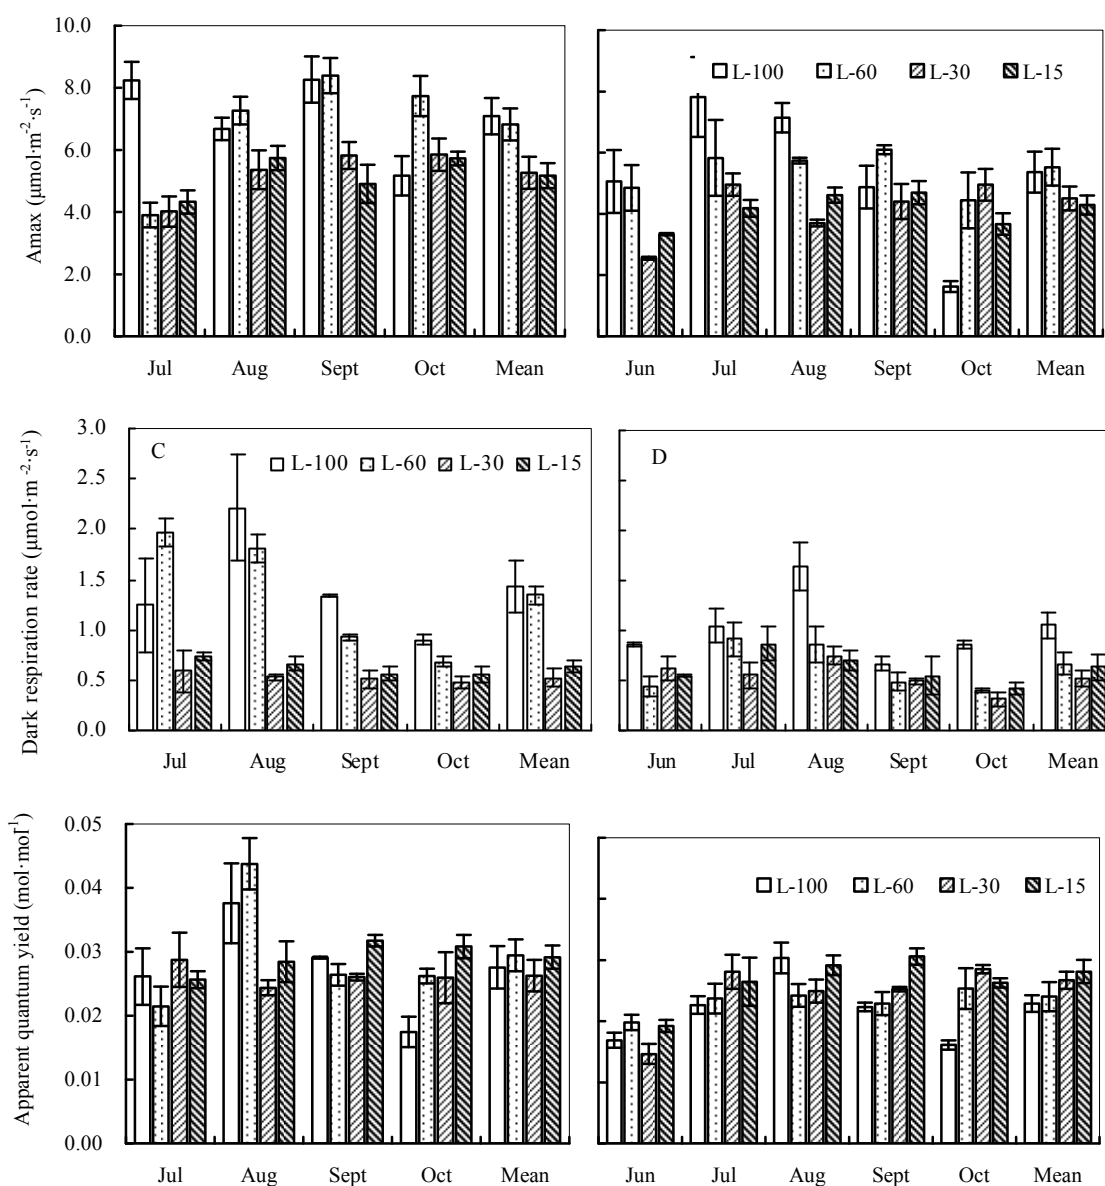 10.0
8.0
6.0
4.0
2.0
0.0
Amax (μmol·m⁻²·s⁻¹)
Jul Aug Sept Oct Mean
L-100 L-60 L-30 L-15
Jun Jul Aug Sept Oct Mean
3.0
2.5
2.0
1.5
1.0
0.5
0.0
Dark respiration rate (μmol·m⁻²·s⁻¹)
C
L-100 L-60 L-30 L-15
Jul Aug Sept Oct Mean
D
Jun Jul Aug Sept Oct Mean
0.05
0.04
0.03
0.02
0.01
0.00
Apparent quantum yield (mol·mol⁻¹)
Jul Aug Sept Oct Mean
L-100 L-60 L-30 L-15
Jun Jul Aug Sept Oct Mean